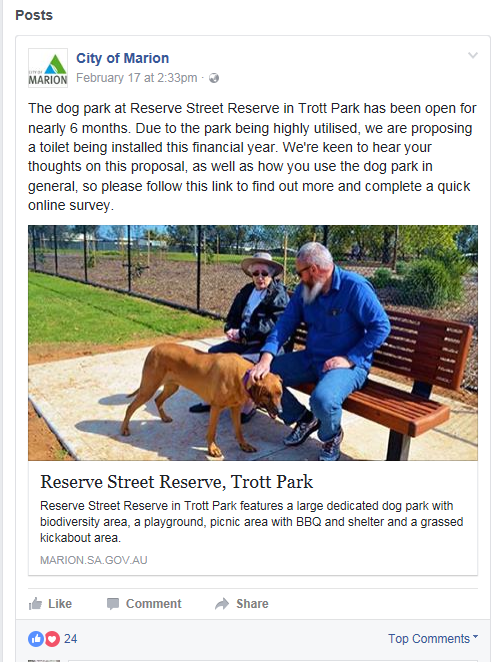 Posts
City of Marion
February 17 at 2:33pm ·
CITY OF
MARION
The dog park at Reserve Street Reserve in Trott Park has been open for
nearly 6 months. Due to the park being highly utilised, we are proposing
a toilet being installed this financial year. We're keen to hear your
thoughts on this proposal, as well as how you use the dog park in
general, so please follow this link to find out more and complete a quick
online survey.
Reserve Street Reserve, Trott Park
Reserve Street Reserve in Trott Park features a large dedicated dog park with
biodiversity area, a playground, picnic area with BBQ and shelter and a grassed
kickabout area.
MARION.SA.GOV.AU
Like Comment Share
24 Top Comments